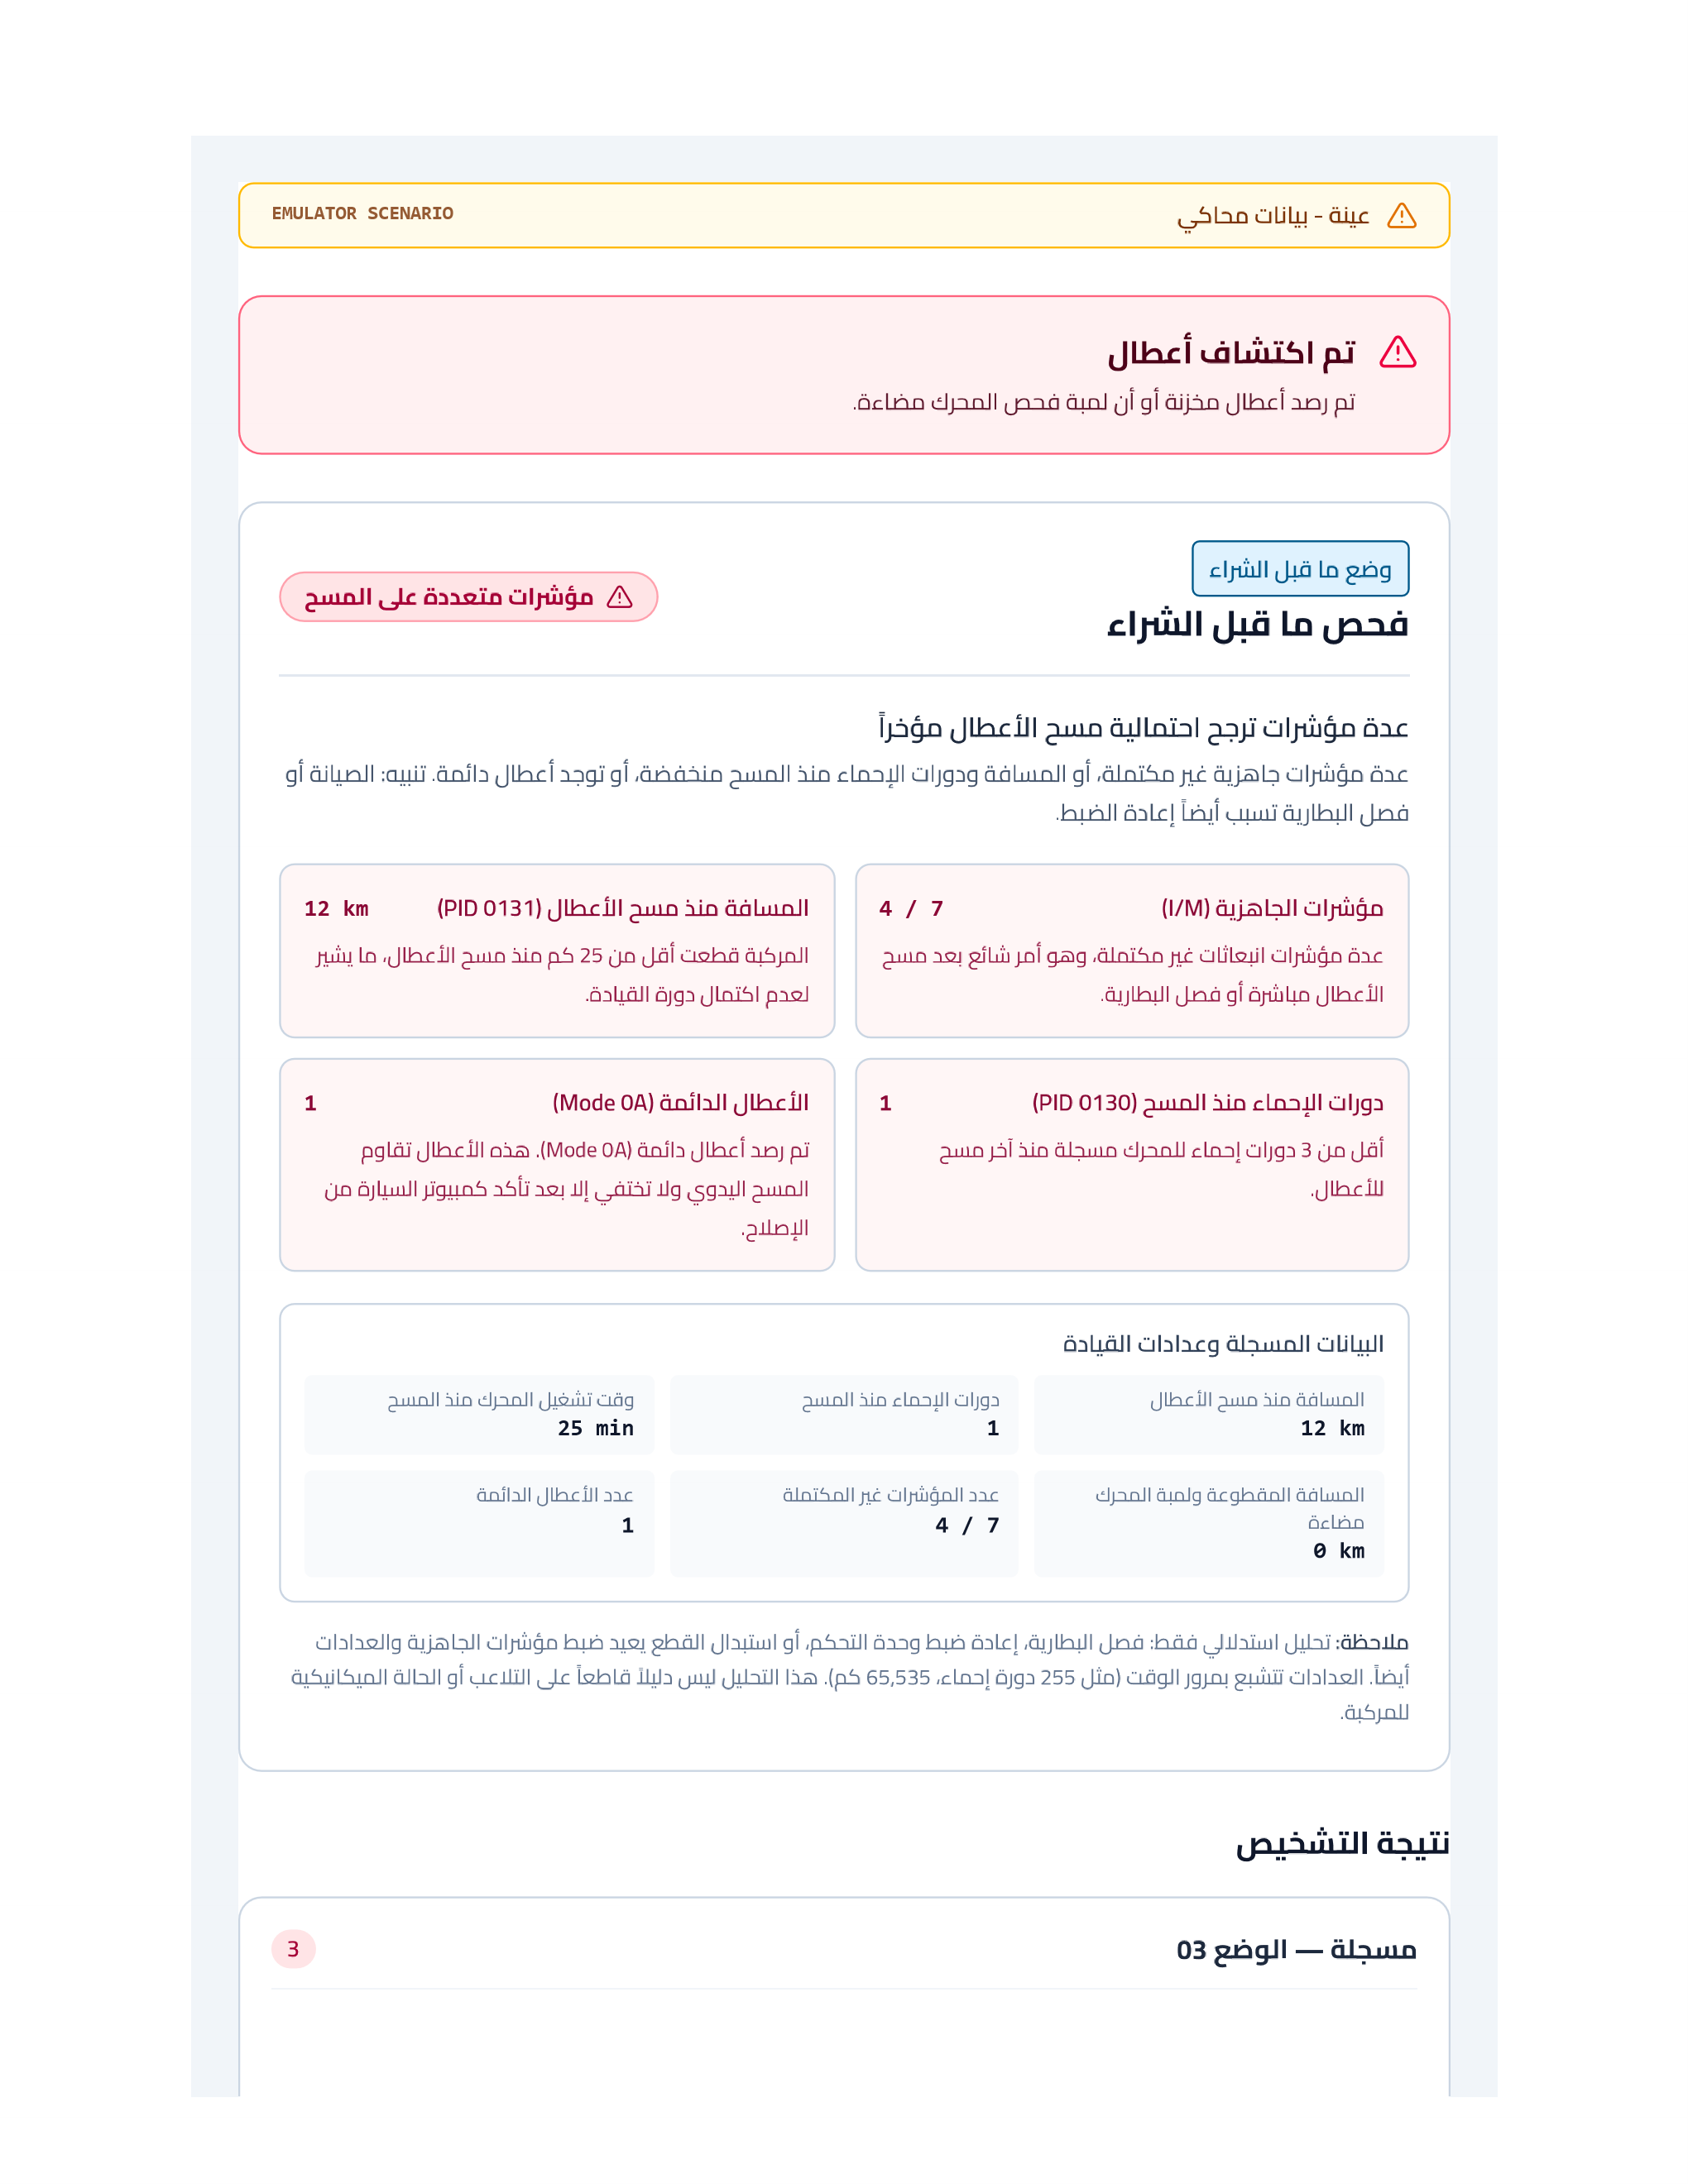 عينة - بيانات محاكي
EMULATOR SCENARIO
تم اكتشاف أعطال
تم رصد أعطال مخزنة أو أن لمبة فحص المحرك مضاءة.
وضع ما قبل الشراء
فحص ما قبل الشراء
مؤشرات متعددة على المسح
عدة مؤشرات ترجح احتمالية مسح الأعطال مؤخراً
عدة مؤشرات جاهزية غير مكتملة، أو المسافة ودورات الإحماء منذ المسح منخفضة، أو توجد أعطال دائمة. تنبيه: الصيانة أو
فصل البطارية تسبب أيضاً إعادة الضبط.
مؤشرات الجاهزية (I/M)
4 / 7
عدة مؤشرات انبعاثات غير مكتملة، وهو أمر شائع بعد مسح
الأعطال مباشرة أو فصل البطارية.
المسافة منذ مسح الأعطال (PID 0131)
12 km
المركبة قطعت أقل من 25 كم منذ مسح الأعطال، ما يشير
لعدم اكتمال دورة القيادة.
دورات الإحماء منذ المسح (PID 0130)
1
أقل من 3 دورات إحماء للمحرك مسجلة منذ آخر مسح
للأعطال.
الأعطال الدائمة (Mode 0A)
1
تم رصد أعطال دائمة (Mode 0A). هذه الأعطال تقاوم
المسح اليدوي ولا تختفي إلا بعد تأكد كمبيوتر السيارة من
الإصلاح.
البيانات المسجلة وعدادات القيادة
المسافة منذ مسح الأعطال
12 km
دورات الإحماء منذ المسح
1
وقت تشغيل المحرك منذ المسح
25 min
المسافة المقطوعة ولمبة المحرك
مضاءة
0 km
عدد المؤشرات غير المكتملة
4 / 7
عدد الأعطال الدائمة
1
ملاحظة: تحليل استدلالي فقط: فصل البطارية، إعادة ضبط وحدة التحكم، أو استبدال القطع يعيد ضبط مؤشرات الجاهزية والعدادات
أيضاً. العدادات تتشبع بمرور الوقت (مثل 255 دورة إحماء، 65,535 كم). هذا التحليل ليس دليلاً قاطعاً على التلاعب أو الحالة الميكانيكية
للمركبة.
نتيجة التشخيص
مسجلة — الوضع 03
3